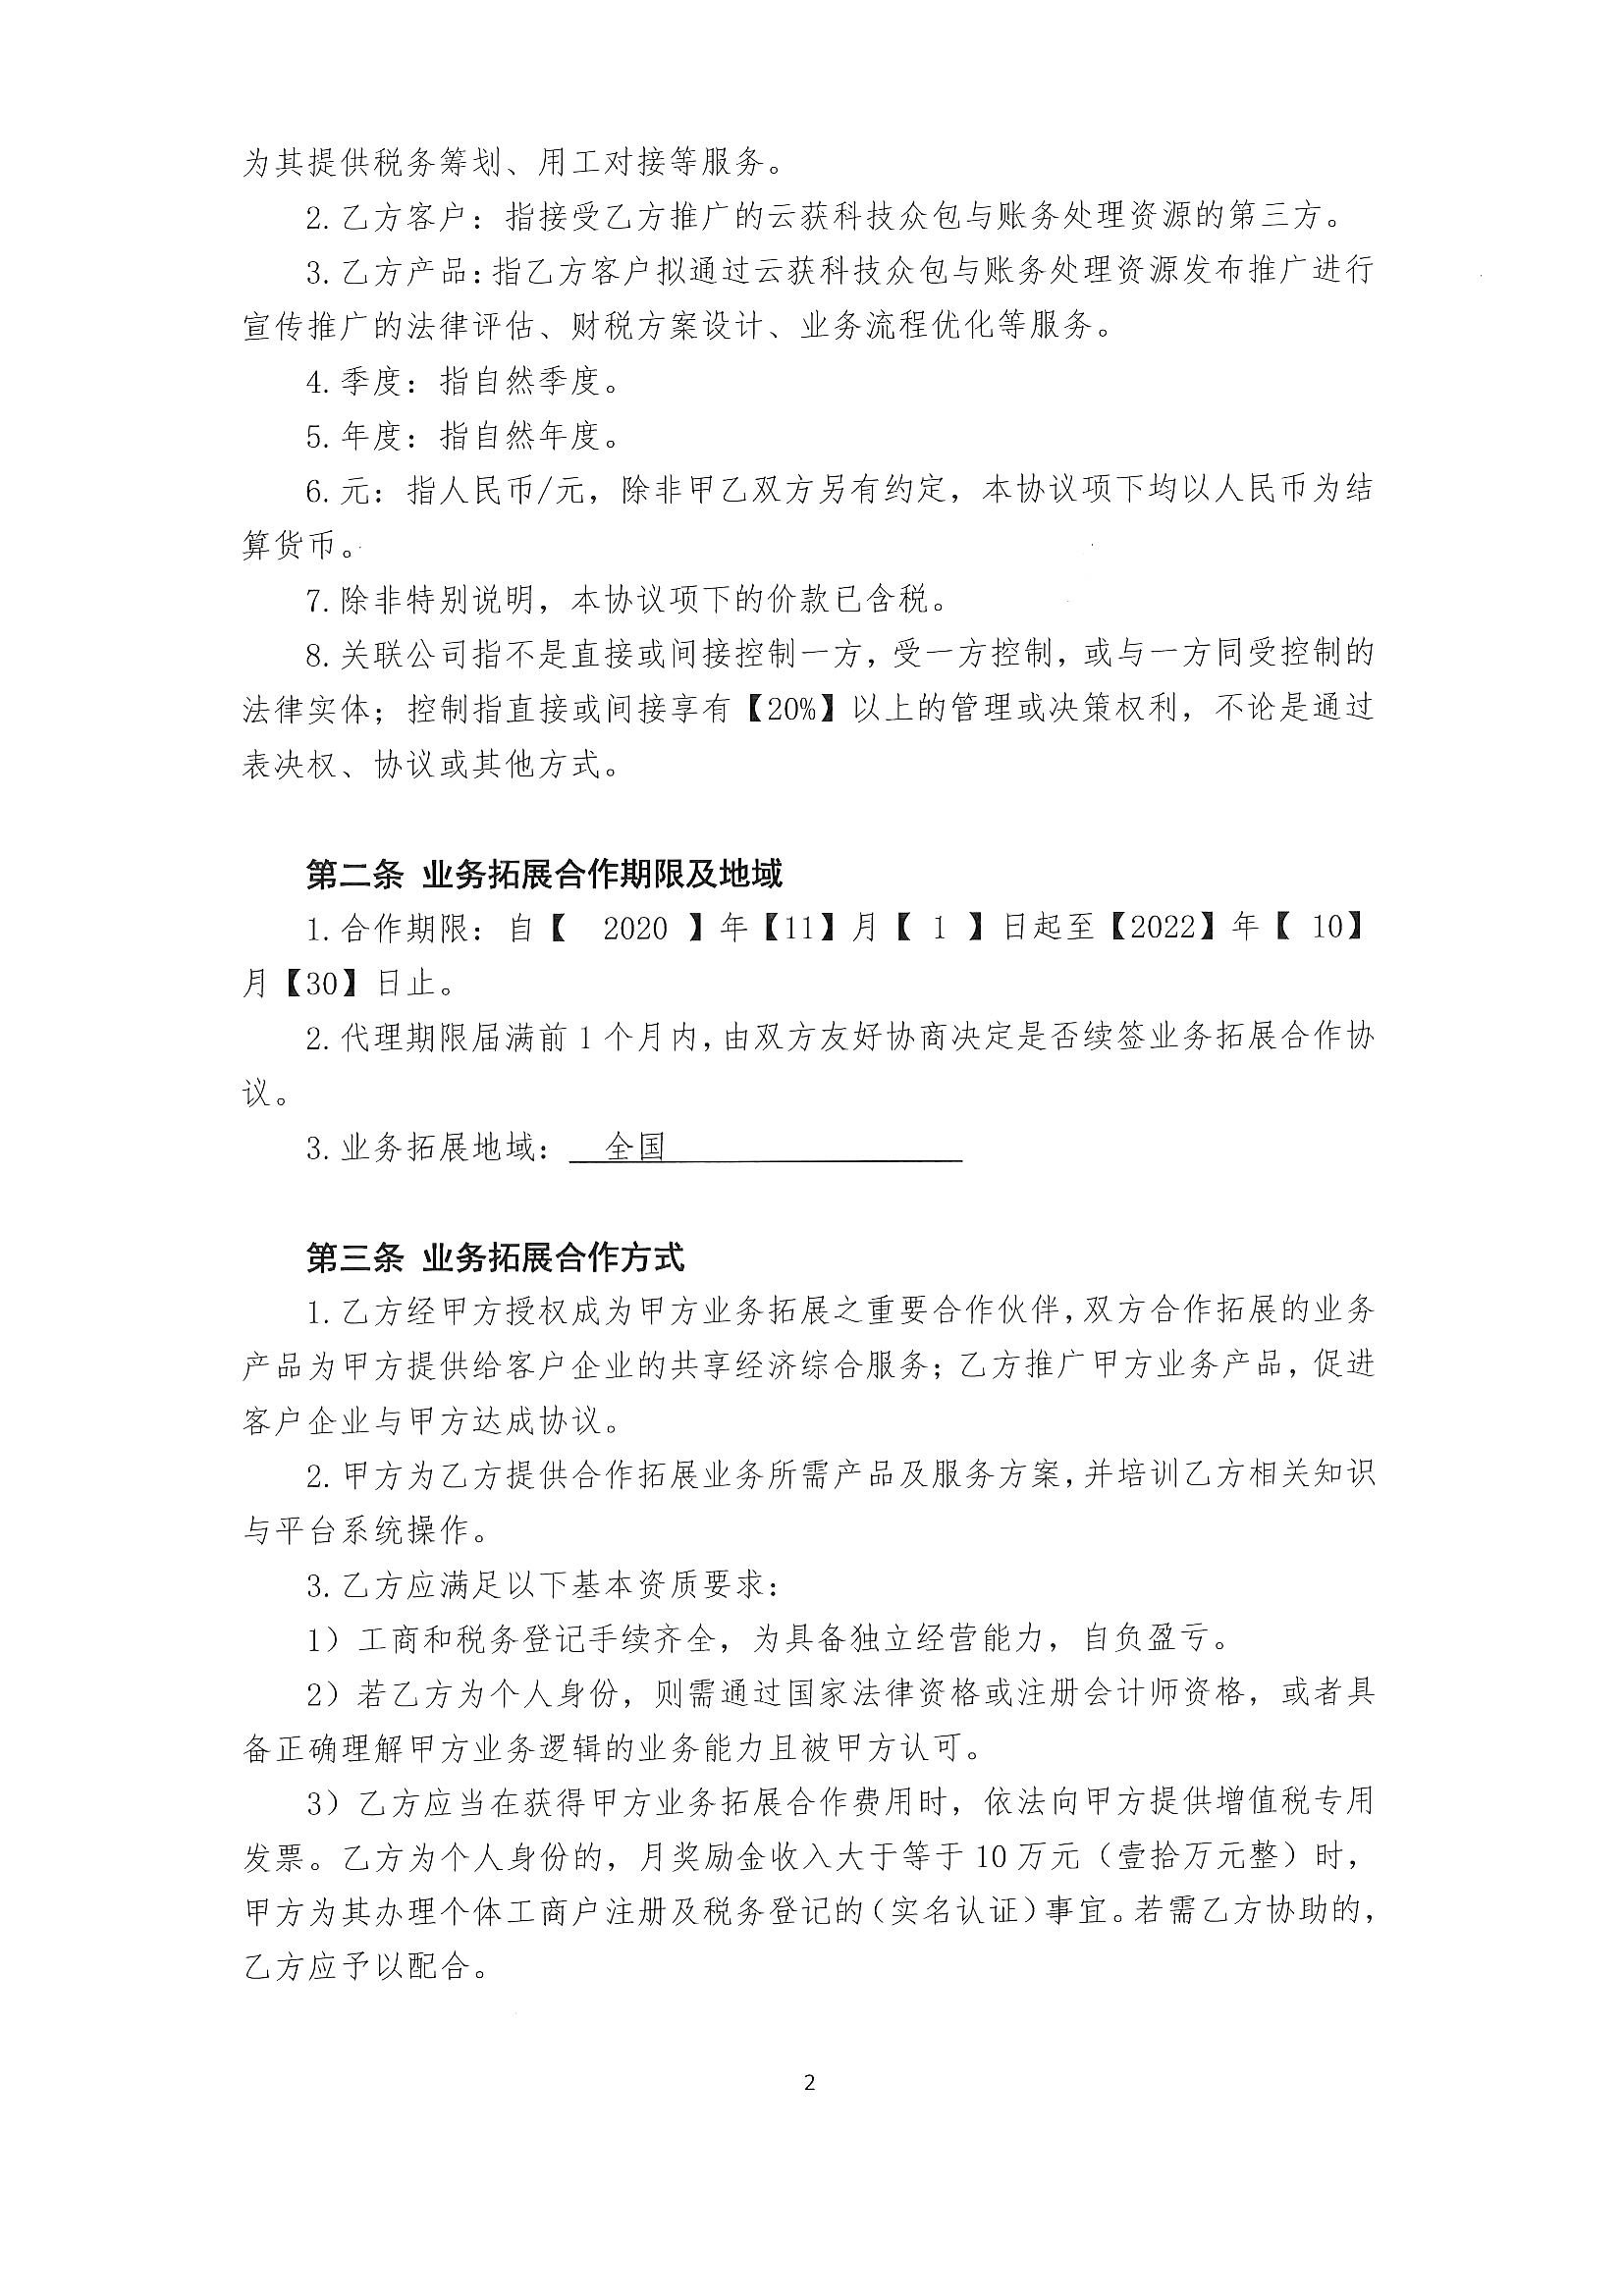 为其提供税务筹划、用工对接等服务。
2.乙方客户：指接受乙方推广的云获科技众包与账务处理资源的第三方。
3.乙方产品：指乙方客户拟通过云获科技众包与账务处理资源发布推广进行
宣传推广的法律评估、财税方案设计、业务流程优化等服务。
4.季度：指自然季度。
5.年度：指自然年度。
6.元：指人民币/元，除非甲乙双方另有约定，本协议项下均以人民币为结
算货币。
7.除非特别说明，本协议项下的价款已含税。
8.关联公司指不是直接或间接控制一方，受一方控制，或与一方同受控制的
法律实体；控制指直接或间接享有【20%】以上的管理或决策权利，不论是通过
表决权、协议或其他方式。
第二条 业务拓展合作期限及地域
1.合作期限：自【 2020 】年【11】月【 1 】日起至【2022】年【 10】
月【30】日止。
2.代理期限届满前1个月内，由双方友好协商决定是否续签业务拓展合作协
议。
3.业务拓展地域： 全国
第三条 业务拓展合作方式
1.乙方经甲方授权成为甲方业务拓展之重要合作伙伴，双方合作拓展的业务
产品为甲方提供给客户企业的共享经济综合服务；乙方推广甲方业务产品，促进
客户企业与甲方达成协议。
2.甲方为乙方提供合作拓展业务所需产品及服务方案，并培训乙方相关知识
与平台系统操作。
3.乙方应满足以下基本资质要求：
1）工商和税务登记手续齐全，为具备独立经营能力，自负盈亏。
2）若乙方为个人身份，则需通过国家法律资格或注册会计师资格，或者具
备正确理解甲方业务逻辑的业务能力且被甲方认可。
3）乙方应当在获得甲方业务拓展合作费用时，依法向甲方提供增值税专用
发票。乙方为个人身份的，月奖励金收入大于等于10万元（壹拾万元整）时，
甲方为其办理个体工商户注册及税务登记的（实名认证）事宜。若需乙方协助的，
乙方应予以配合。
2